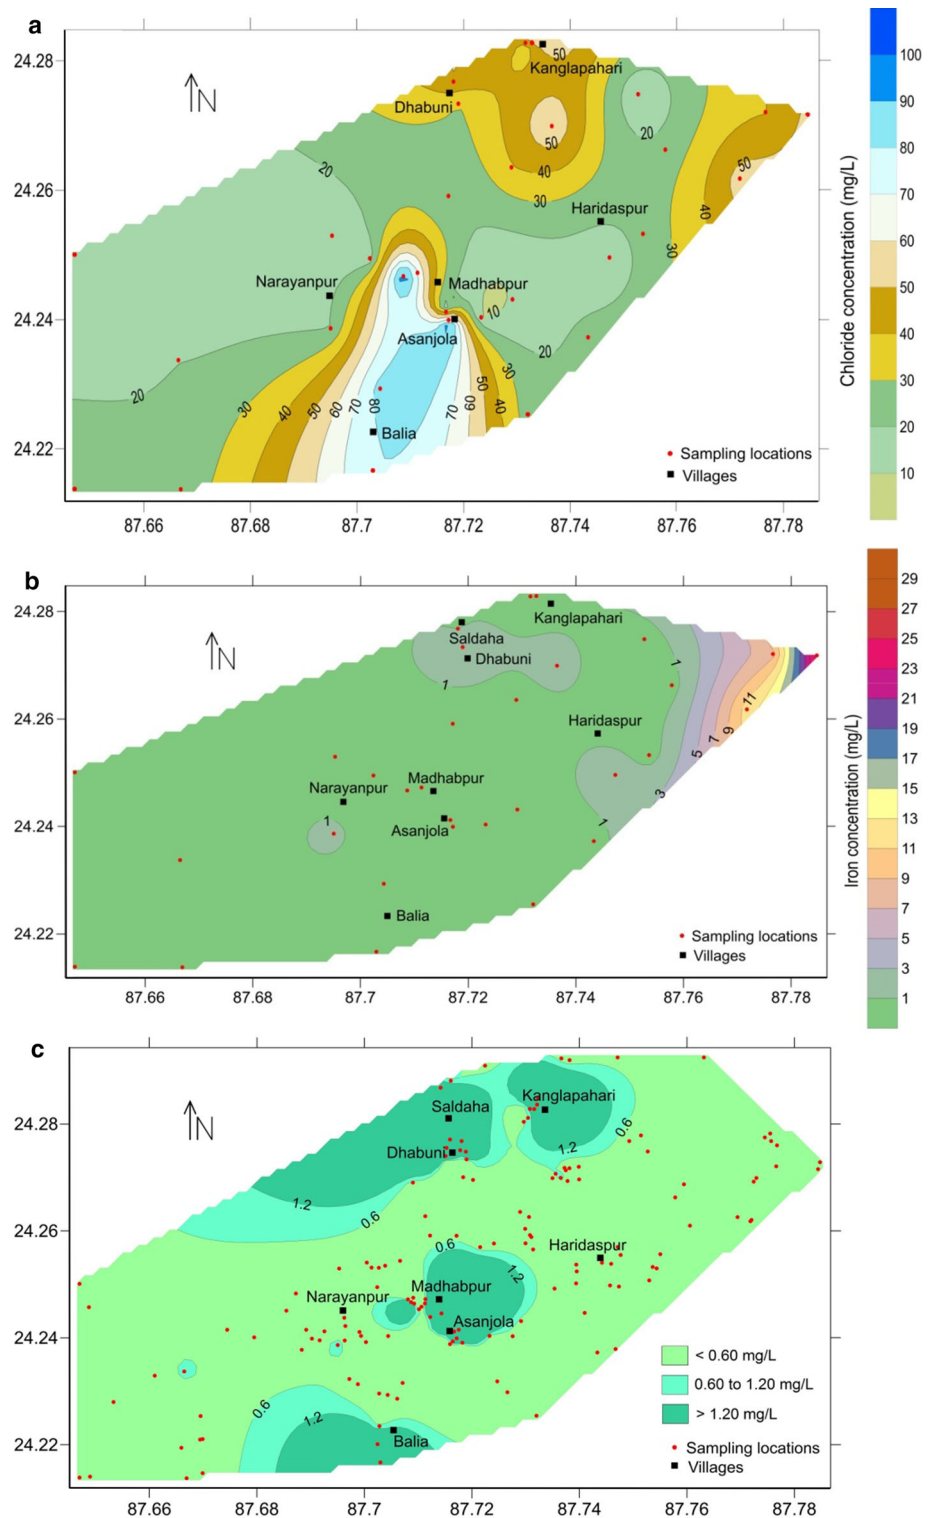 a
24.28
24.26
24.24
24.22
N
50
Kanglapahari
Dhabuni
50
20
40
30
50
20
Haridaspur
40
30
Narayanpur
Madhabpur
10
Asanjola
20
20
30
40
50
60
70
80
70
60
50
40
30
Balia
Sampling locations
Villages
87.66
87.68
87.7
87.72
87.74
87.76
87.78
Chloride concentration (mg/L)
100
90
80
70
60
50
40
30
20
10
b
24.28
24.26
24.24
24.22
N
Kanglapahari
Saldaha
Dhabuni
1
1
Haridaspur
11
9
7
5
3
1
Narayanpur
Madhabpur
1
Asanjola
Balia
Sampling locations
Villages
87.66
87.68
87.7
87.72
87.74
87.76
87.78
Iron concentration (mg/L)
29
27
25
23
21
19
17
15
13
11
9
7
5
3
1
c
24.28
24.26
24.24
24.22
N
Kanglapahari
Saldaha
0.6
1.2
Dhabuni
1.2
0.6
0.6
Haridaspur
1.2
Madhabpur
Narayanpur
Asanjola
0.6
1.2
Balia
< 0.60 mg/L
0.60 to 1.20 mg/L
> 1.20 mg/L
Sampling locations
Villages
87.66
87.68
87.7
87.72
87.74
87.76
87.78